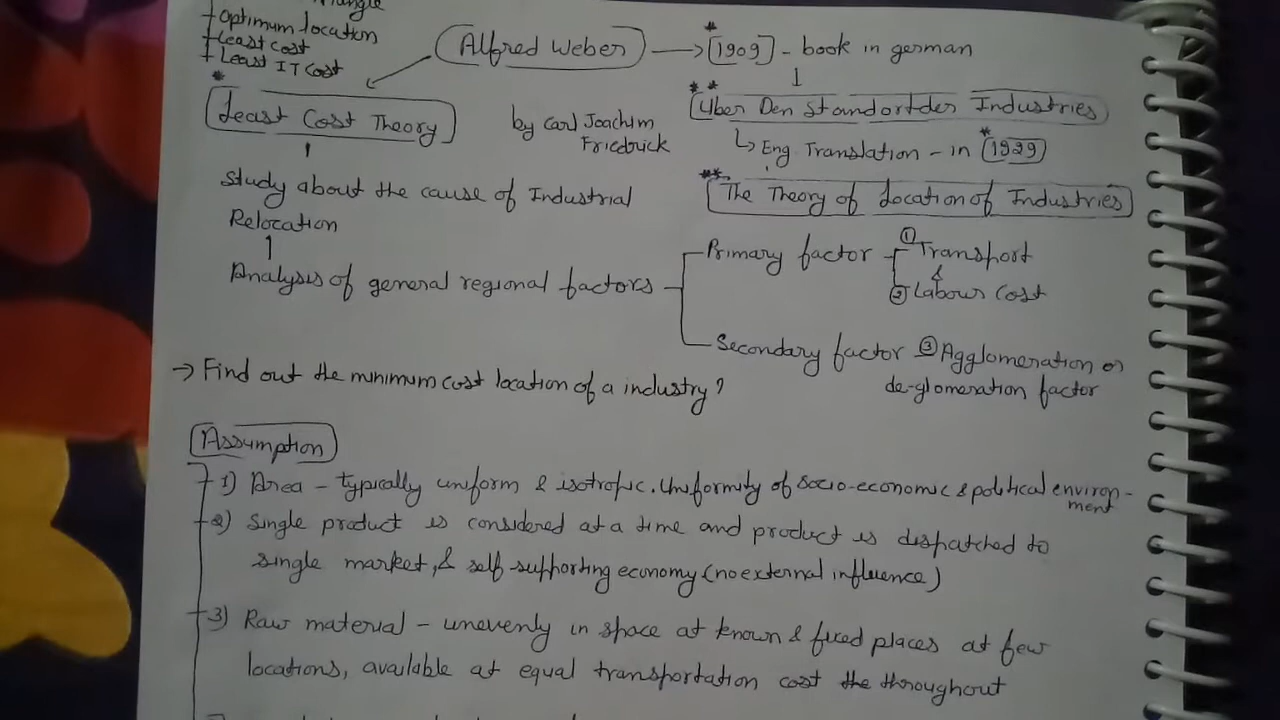 Optimum location
Least cost
Least IT Cost
Alfred Weber → [1909] - book in german
* Least Cost Theory
** Uber Den Standortder Industries
by Carl Joachim
Friedrick
Eng. Translation - in * 1929
** The Theory of Location of Industries
Study about the cause of Industrial
Relocation
Analysis of general regional factors
Primary factor ① Transport
&
② Labour Cost
Secondary factor ③ Agglomeration or
de-glomeration factor
→ Find out the minimum cost location of a industry?
Assumption
1) Area - typically uniform & isotropic. Uniformity of Socio-economic & political environ-
ment
2) Single product is considered at a time and product is dispatched to
single market, & self supporting economy (no external influence)
3) Raw material - unevenly in space at known & fixed places at few
locations, available at equal transportation cost the throughout